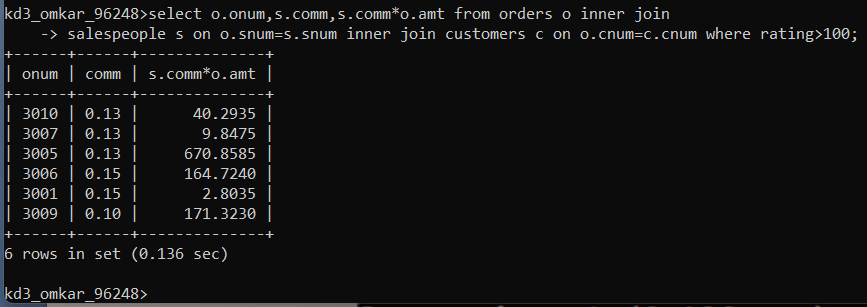 kd3_omkar_96248>select o.onum,s.comm,s.comm*o.amt from orders o inner join
    -> salespeople s on o.snum=s.snum inner join customers c on o.cnum=c.cnum where rating>100;
+------+------+--------------+
| onum | comm | s.comm*o.amt |
+------+------+--------------+
| 3010 | 0.13 |      40.2935 |
| 3007 | 0.13 |       9.8475 |
| 3005 | 0.13 |     670.8585 |
| 3006 | 0.15 |     164.7240 |
| 3001 | 0.15 |       2.8035 |
| 3009 | 0.10 |     171.3230 |
+------+------+--------------+
6 rows in set (0.136 sec)

kd3_omkar_96248>